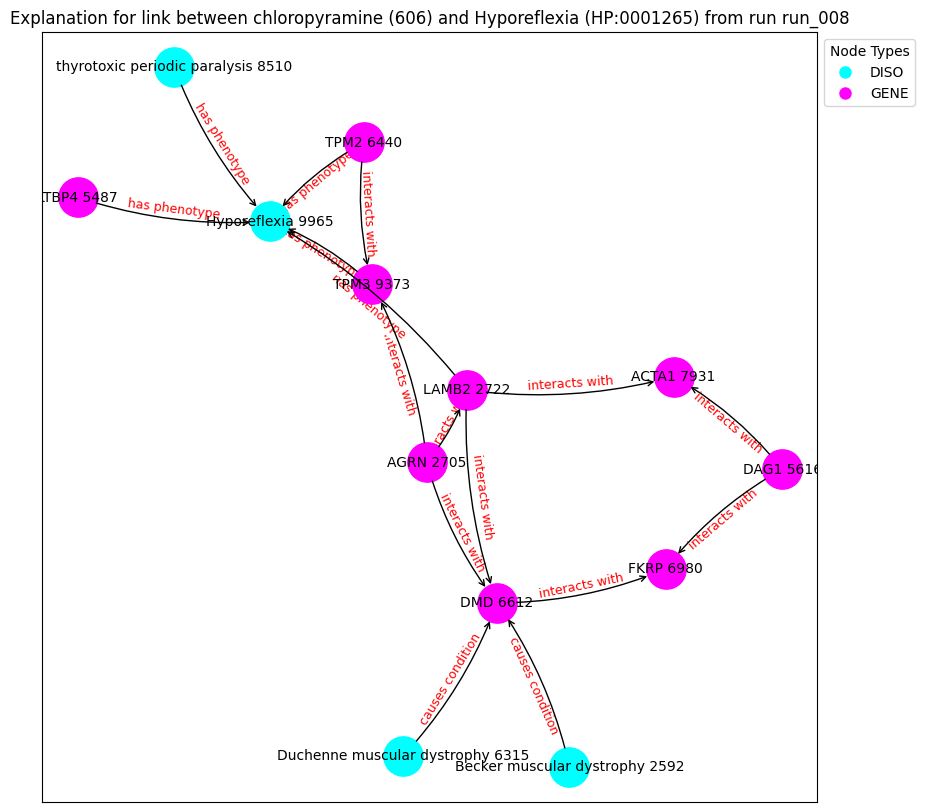 Explanation for link between chloropyramine (606) and Hyporeflexia (HP:0001265) from run run_008
Node Types
DISO
GENE
thyrotoxic periodic paralysis 8510
has phenotype
TPM2 6440
has phenotype
interacts with
TBP4 5487
has phenotype
Hyporeflexia 9965
has phenotype
TPM3 9373
has phenotype
interacts with
ACTA1 7931
LAMB2 2722
interacts with
interacts with
AGRN 2705
DAG1 5616
interacts with
interacts with
interacts with
FKRP 6980
interacts with
DMD 6612
causes condition
causes condition
Duchenne muscular dystrophy 6315
Becker muscular dystrophy 2592